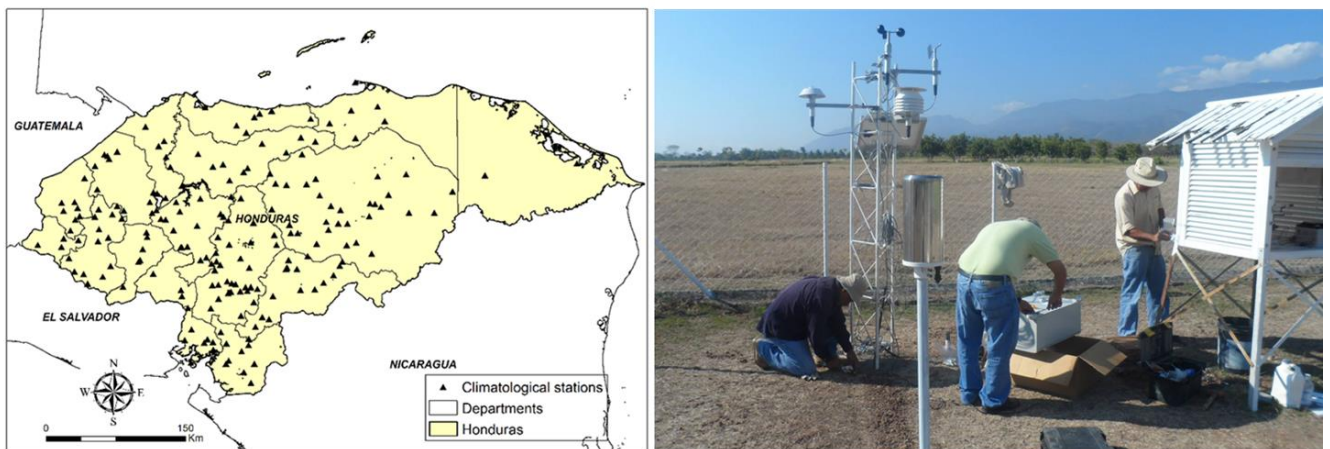 GUATEMALA
HONDURAS
EL SALVADOR
NICARAGUA
N
W E
S
0 150
Km
Climatological stations
Departments
Honduras